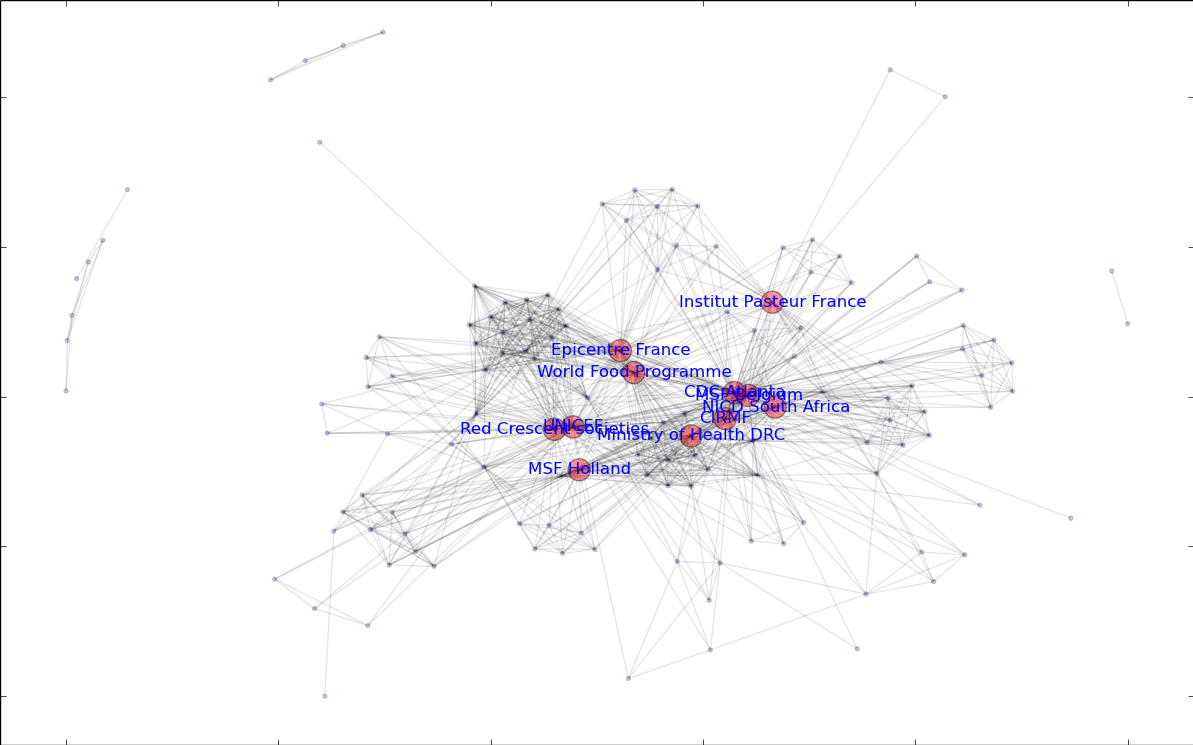 Institut Pasteur France
Epicentre France
World Food Programme
CDC Atlanta
MSF Belgium
NICD South Africa
CIRMF
UNICEF
Red Crescent societies
Ministry of Health DRC
MSF Holland